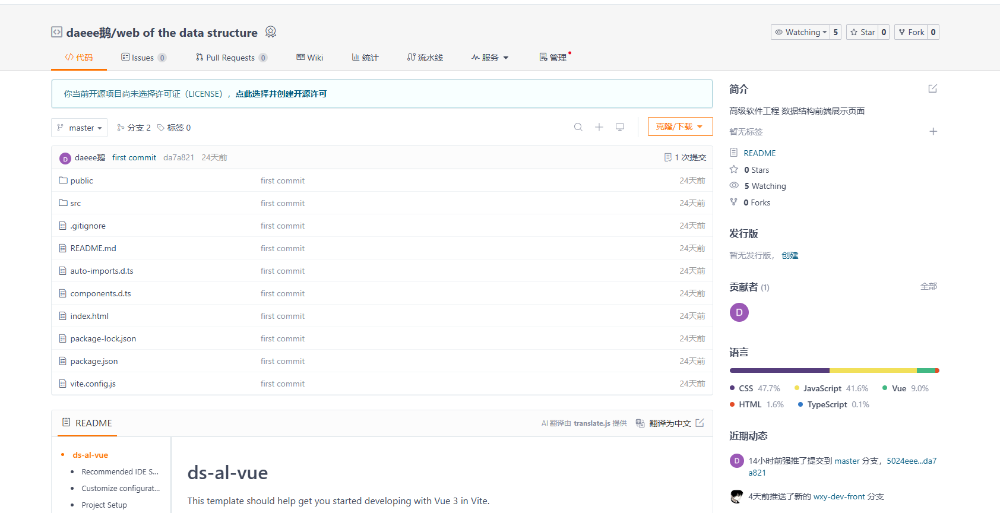 daeee鹅/web of the data structure
Watching 5 Star 0 Fork 0
代码 Issues 0 Pull Requests 0 Wiki 统计 流水线 服务 管理
你当前开源项目尚未选择许可证（LICENSE），点此选择并创建开源许可
master 分支 2 标签 0 克隆/下载
D daeee鹅 first commit da7a821 24天前 1 次提交
public first commit 24天前
src first commit 24天前
.gitignore first commit 24天前
README.md first commit 24天前
auto-imports.d.ts first commit 24天前
components.d.ts first commit 24天前
index.html first commit 24天前
package-lock.json first commit 24天前
package.json first commit 24天前
vite.config.js first commit 24天前
README AI 翻译由 translate.js 提供 翻译为中文
ds-al-vue
Recommended IDE S...
Customize configurat...
Project Setup
ds-al-vue
This template should help get you started developing with Vue 3 in Vite.
简介
高级软件工程 数据结构前端展示页面
暂无标签
README
0 Stars
5 Watching
0 Forks
发行版
暂无发行版， 创建
贡献者 (1) 全部
D
语言
CSS 47.7% JavaScript 41.6% Vue 9.0%
HTML 1.6% TypeScript 0.1%
近期动态
D 14小时前强推了提交到 master 分支，5024eee...da7
a821
4天前推送了新的 wxy-dev-front 分支